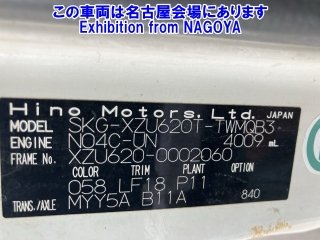 この車両は名古屋会場にあります
Exhibition from NAGOYA
Hino Motors, Ltd. JAPAN
MODEL SKG-XZU620T-TWMQB3
ENGINE N04C-UN 4009 mL
FRAME NO. XZU620-0002060
COLOR TRIM PLANT OPTION
058 LF18 P11
TRANS./AXLE MYY5A B11A 840